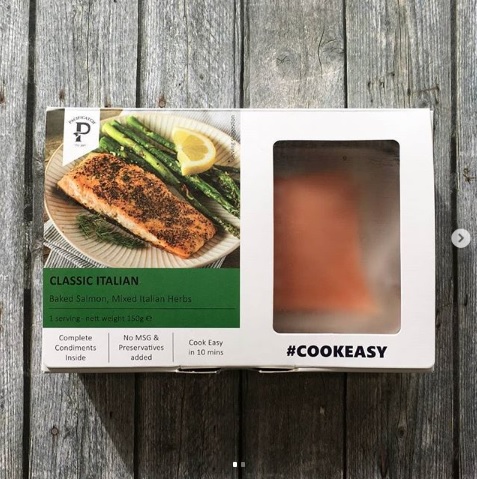 P
CLASSIC ITALIAN
Baked Salmon, Mixed Italian Herbs
1 serving nett weight 150g ℮
Complete
Condiments
Inside
No MSG &
Preservatives
added
Cook Easy
in 10 mins
#COOKEASY